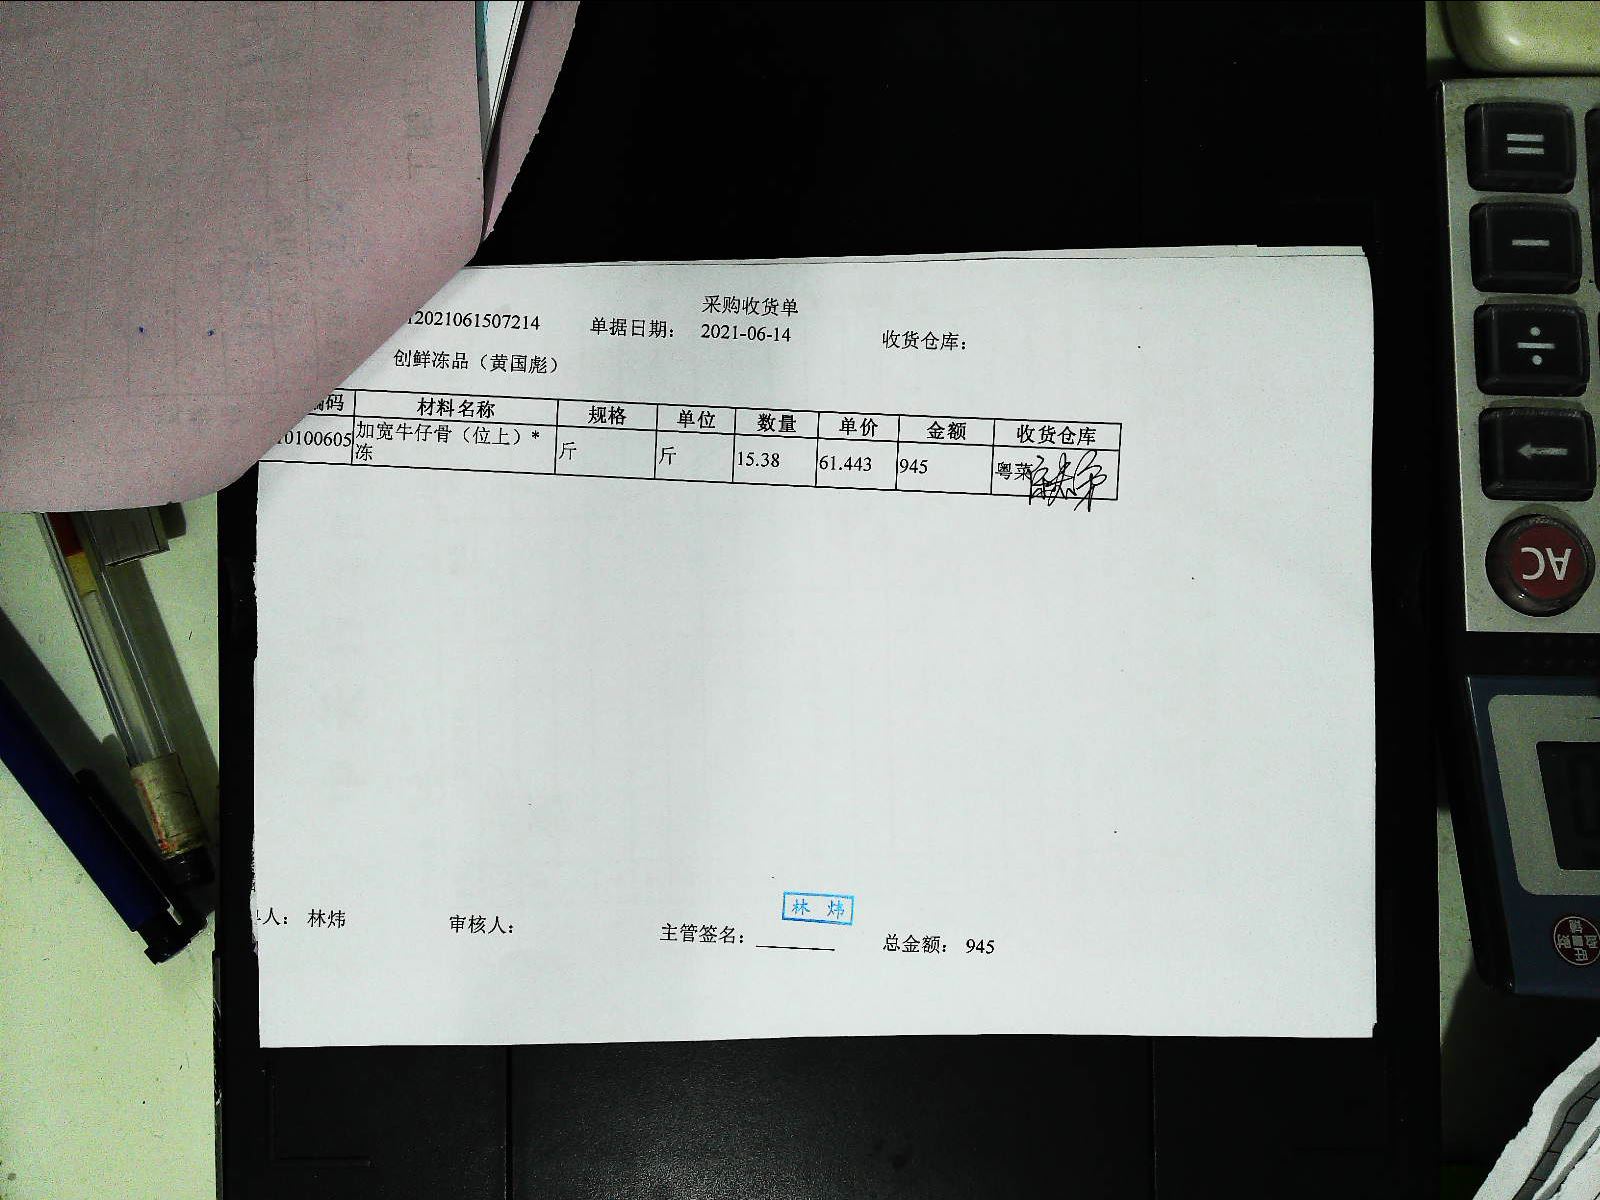 采购收货单
12021061507214 单据日期： 2021-06-14 收货仓库：
创鲜冻品（黄国彪）
编码 材料名称 规格 单位 数量 单价 金额 收货仓库
10100605 加宽牛仔骨（位上）* 斤 斤 15.38 61.443 945 粤菜
冻
人： 林炜 审核人： 主管签名： 林 炜 总金额： 945
=
−
÷
←
AC